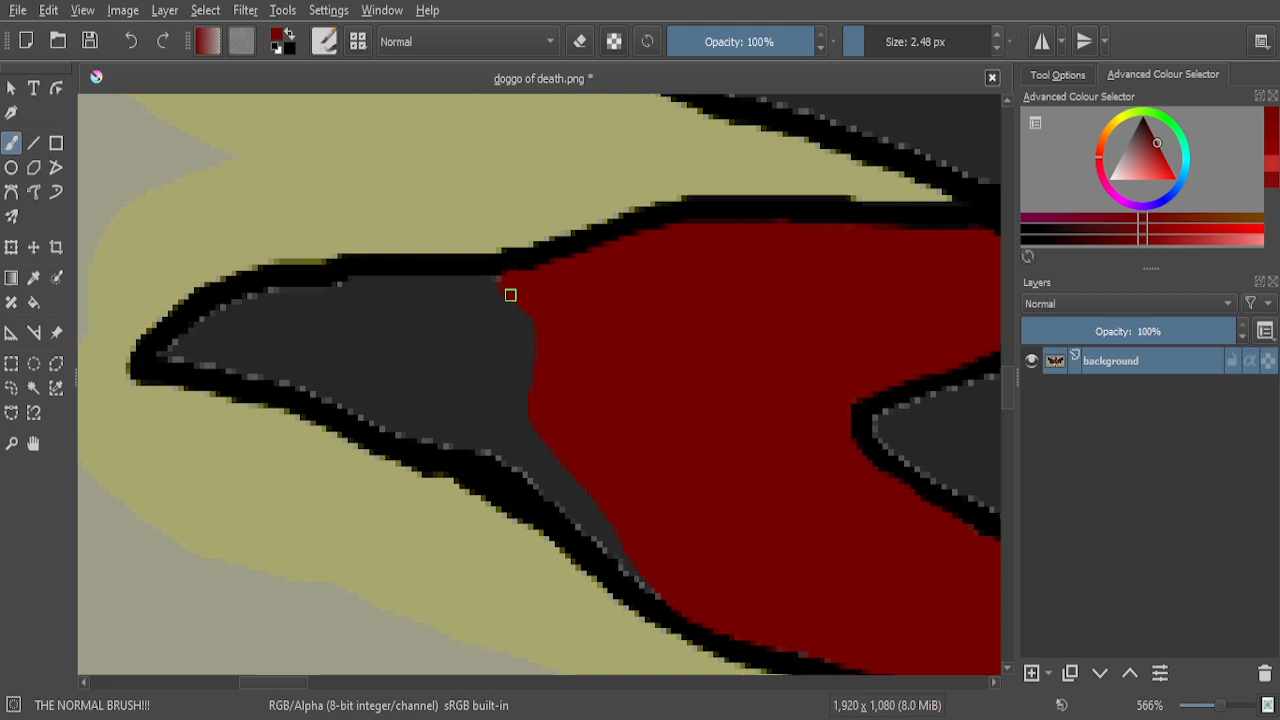 File Edit View Image Layer Select Filter Tools Settings Window Help
Normal Opacity: 100% Size: 2.48 px
doggo of death.png * Tool Options Advanced Colour Selector
Advanced Colour Selector
Layers
Normal
Opacity: 100%
background
THE NORMAL BRUSH!!! RGB/Alpha (8-bit integer/channel) sRGB built-in 1,920 x 1,080 (8.0 MiB) 566%